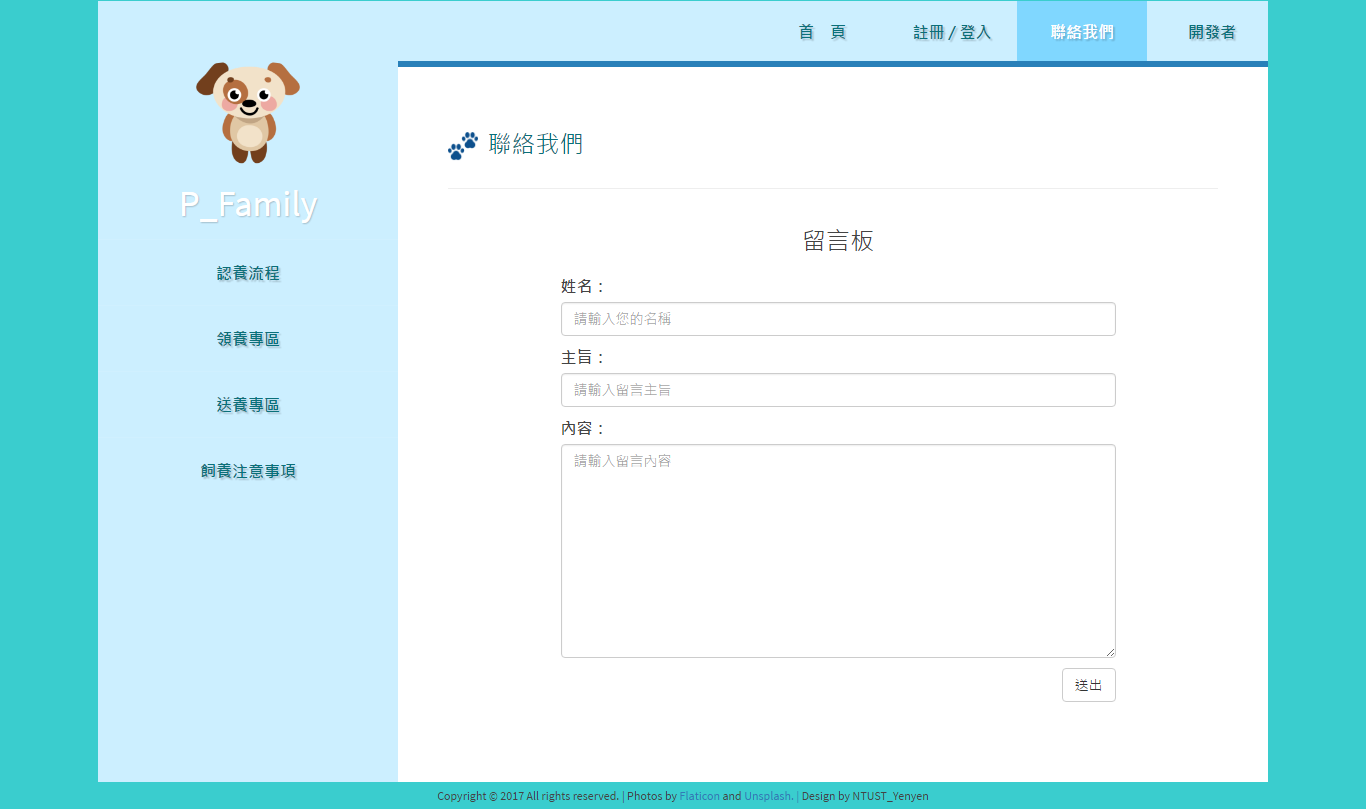 首　頁
註冊 / 登入
聯絡我們
開發者
P_Family
認養流程
領養專區
送養專區
飼養注意事項
聯絡我們
留言板
姓名：
請輸入您的名稱
主旨：
請輸入留言主旨
內容：
請輸入留言內容
送出
Copyright © 2017 All rights reserved. | Photos by Flaticon and Unsplash. | Design by NTUST_Yenyen